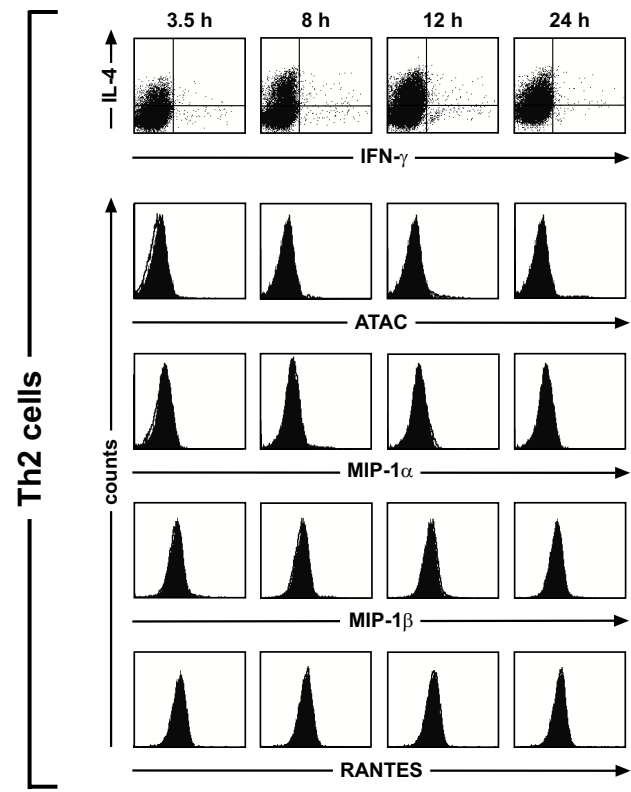 3.5 h 8 h 12 h 24 h
IL-4
IFN-γ
Th2 cells
counts
ATAC
MIP-1α
MIP-1β
RANTES